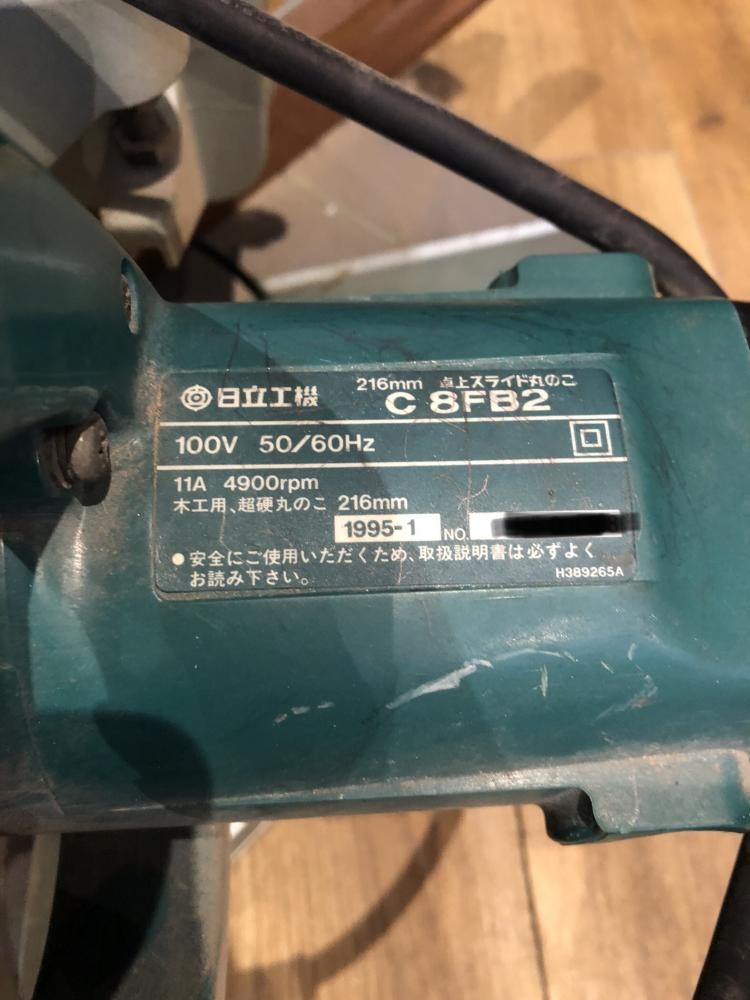 日立工機 216mm 卓上スライド丸のこ
C 8FB2
100V 50/60Hz
11A 4900rpm
木工用、超硬丸のこ 216mm
1995-1 NO.
●安全にご使用いただくため、取扱説明書は必ずよく
お読み下さい。 H389265A